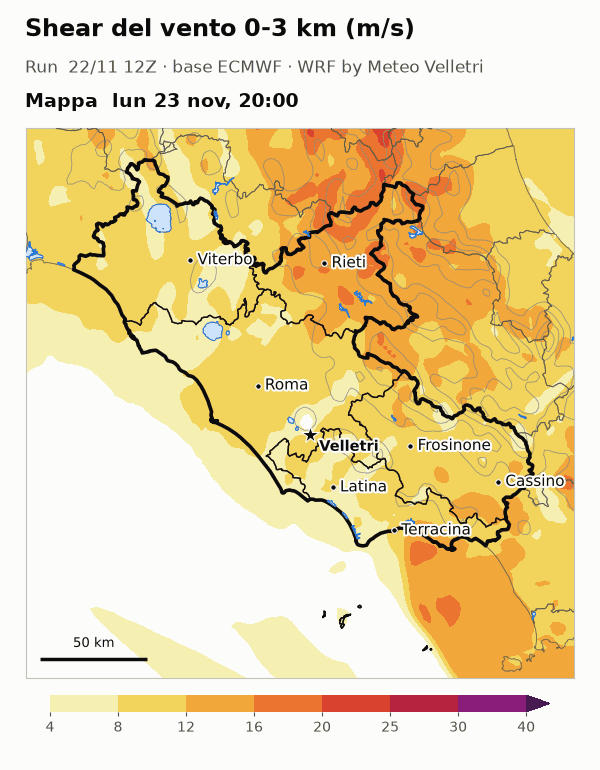 Shear del vento 0-3 km (m/s)
Run  22/11 12Z · base ECMWF · WRF by Meteo Velletri
Mappa  lun 23 nov, 20:00
Viterbo
Rieti
Roma
Velletri
Frosinone
Cassino
Latina
Terracina
50 km
4 8 12 16 20 25 30 40